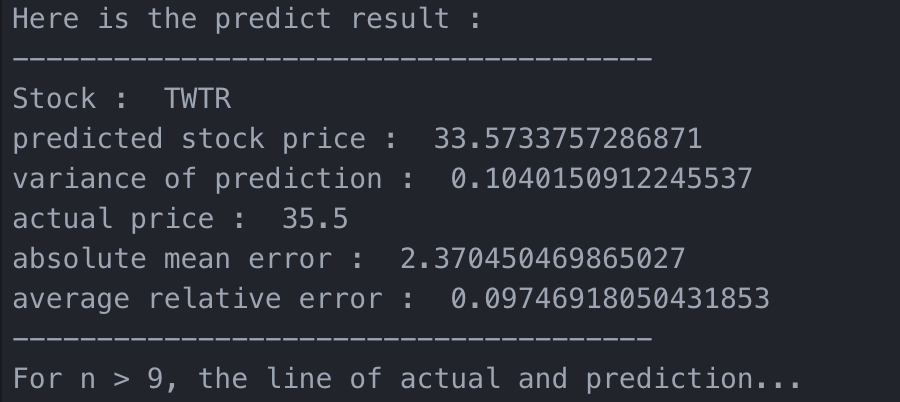 Here is the predict result :
--------------------------------------
Stock :  TWTR
predicted stock price :  33.5733757286871
variance of prediction :  0.1040150912245537
actual price :  35.5
absolute mean error :  2.370450469865027
average relative error :  0.09746918050431853
--------------------------------------
For n > 9, the line of actual and prediction...